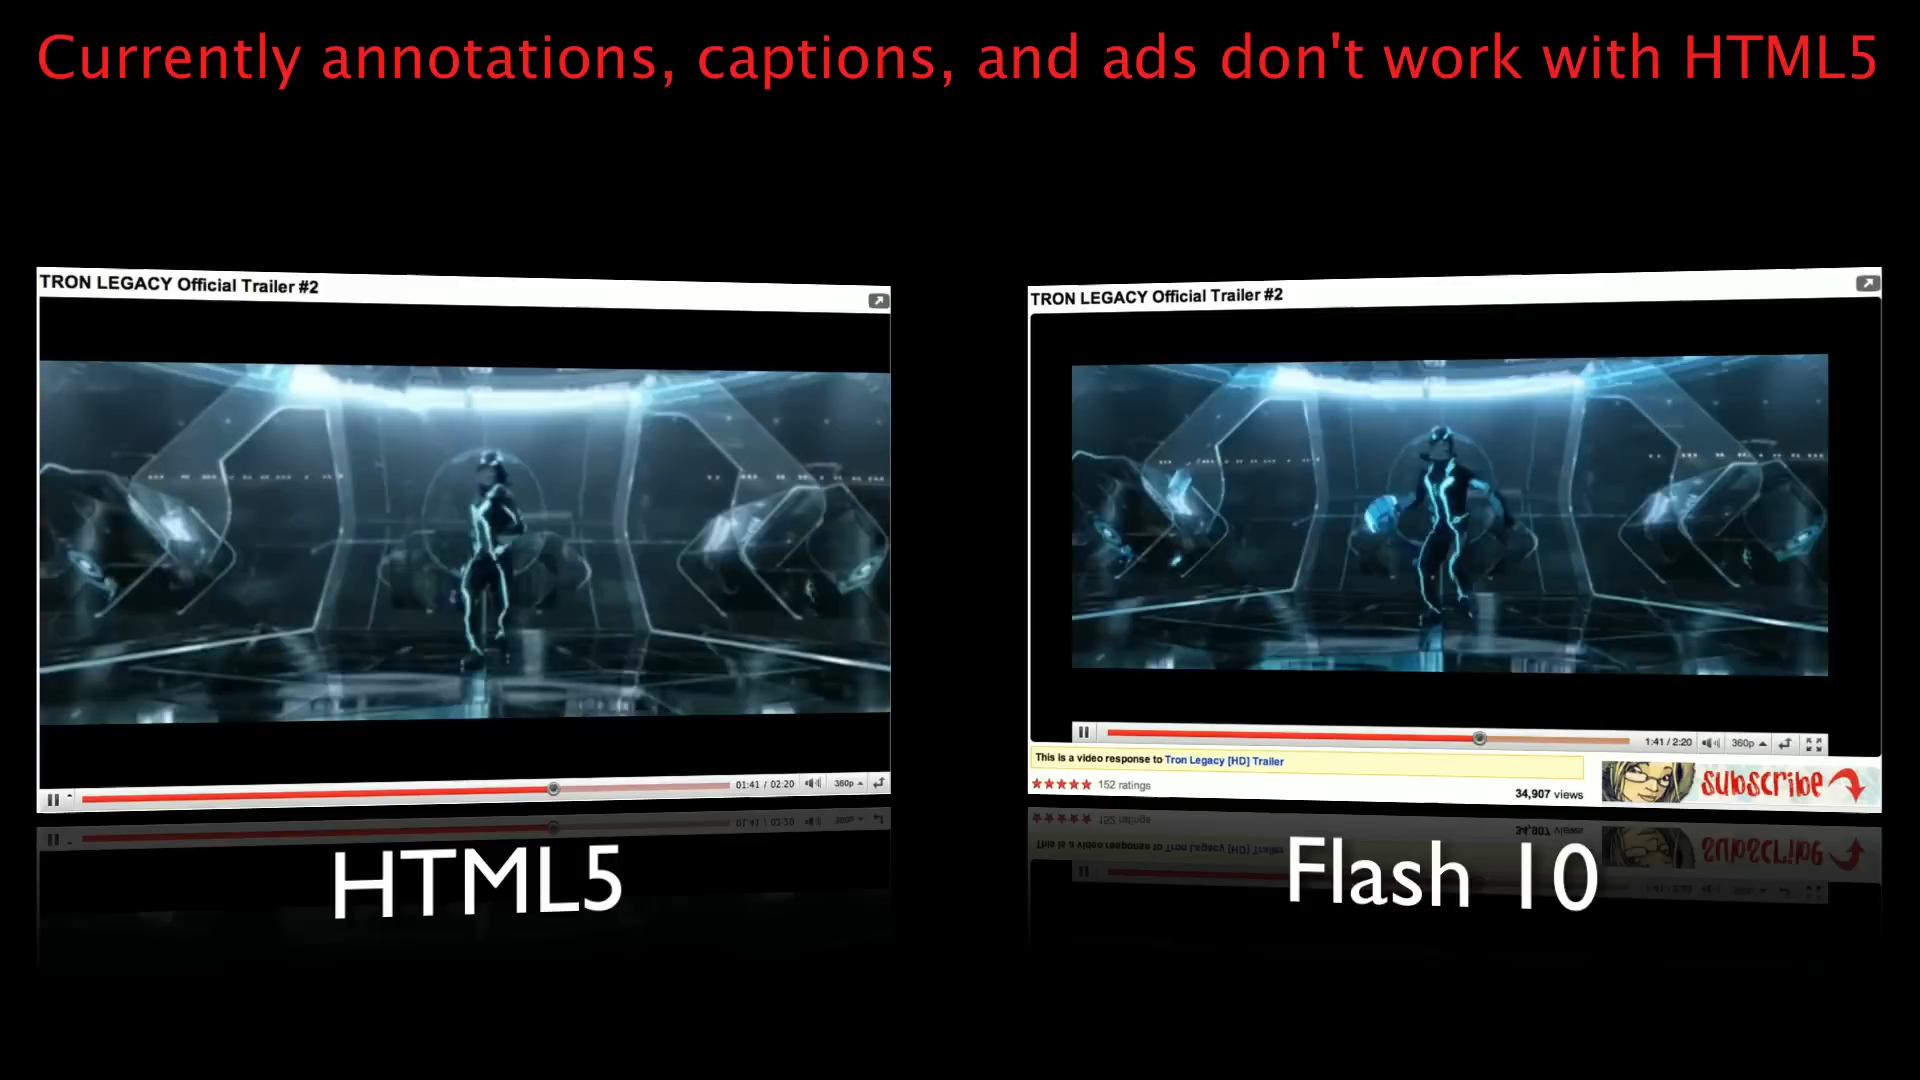 Currently annotations, captions, and ads don't work with HTML5
TRON LEGACY Official Trailer #2
01:41 / 02:20
360p
HTML5
TRON LEGACY Official Trailer #2
1:41 / 2:20
360p
This is a video response to Tron Legacy [HD] Trailer
152 ratings
34,907 views
subscribe
Flash 10